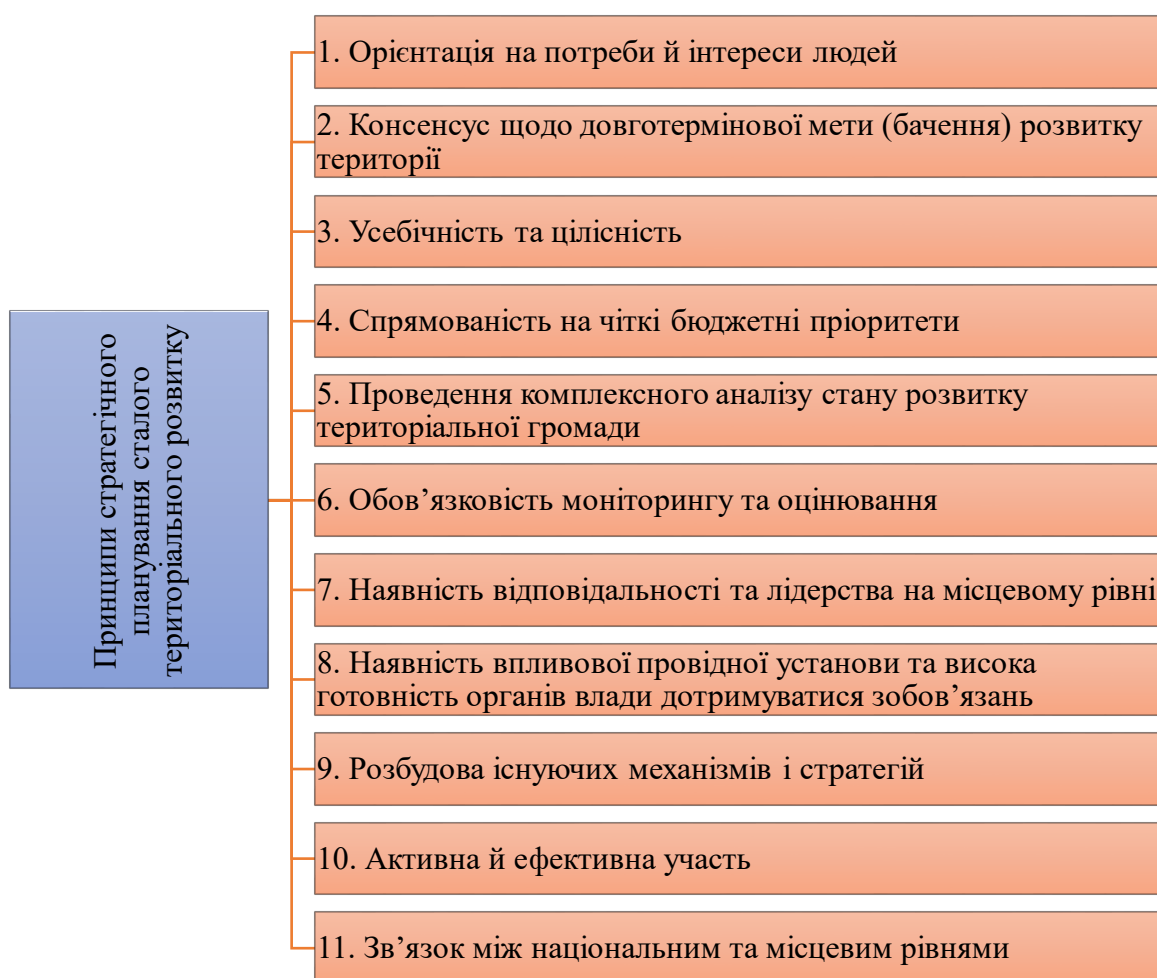 Принципи стратегічного
планування сталого
територіального розвитку
1. Орієнтація на потреби й інтереси людей
2. Консенсус щодо довготермінової мети (бачення) розвитку
території
3. Усебічність та цілісність
4. Спрямованість на чіткі бюджетні пріоритети
5. Проведення комплексного аналізу стану розвитку
територіальної громади
6. Обов’язковість моніторингу та оцінювання
7. Наявність відповідальності та лідерства на місцевому рівні
8. Наявність впливової провідної установи та висока
готовність органів влади дотримуватися зобов’язань
9. Розбудова існуючих механізмів і стратегій
10. Активна й ефективна участь
11. Зв’язок між національним та місцевим рівнями